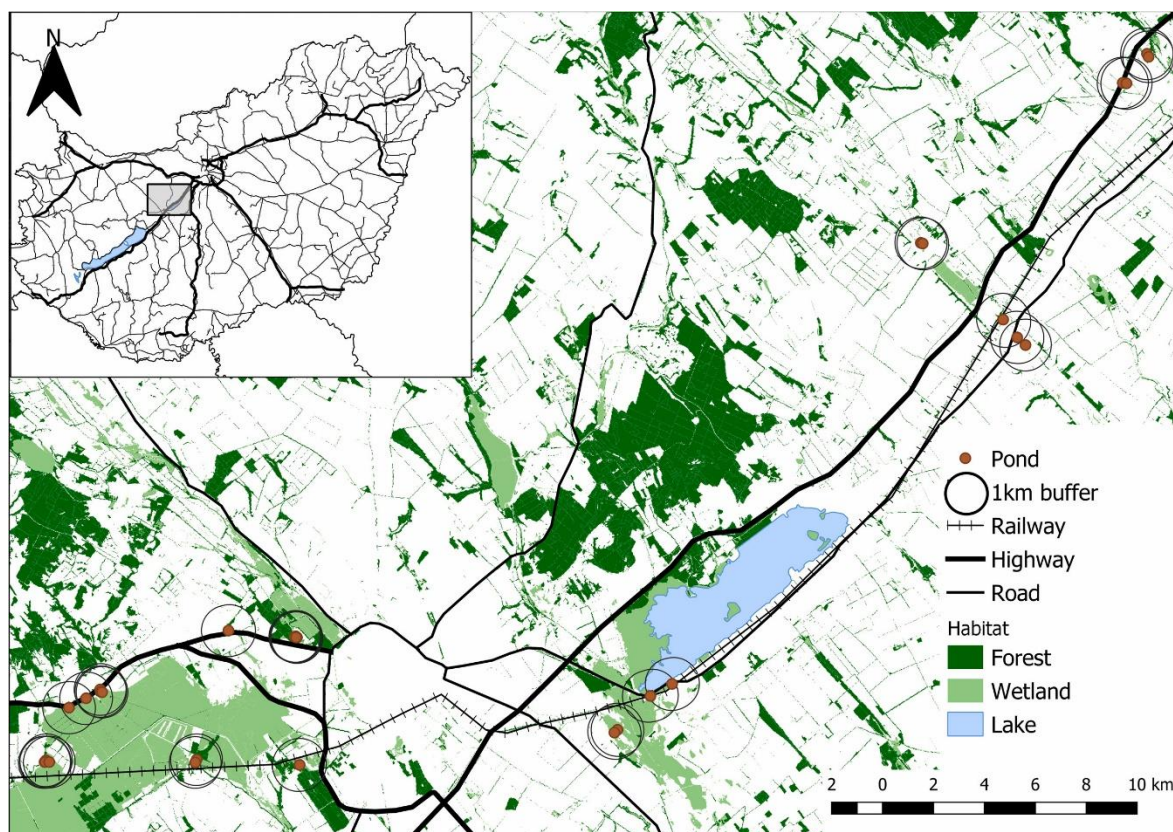 N
Pond
1km buffer
Railway
Highway
Road
Habitat
Forest
Wetland
Lake
2 0 2 4 6 8 10 km